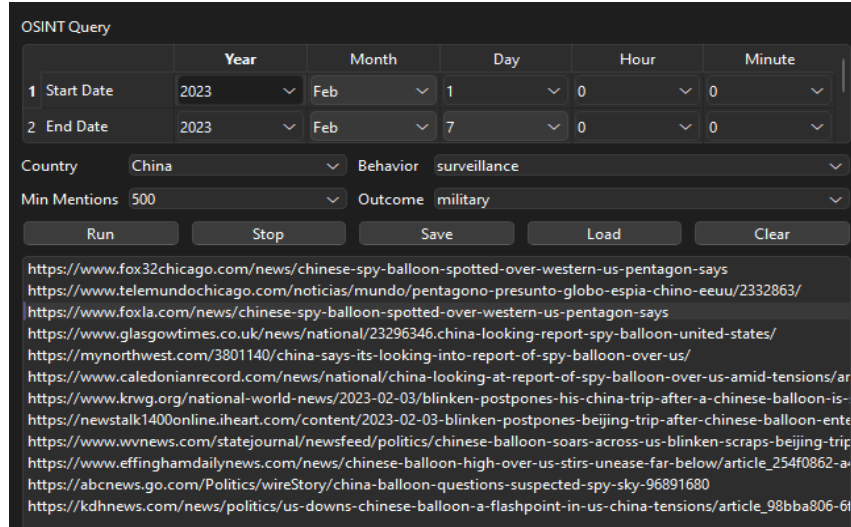 OSINT Query
Year Month Day Hour Minute
1 Start Date 2023 Feb 1 0 0
2 End Date 2023 Feb 7 0 0
Country China Behavior surveillance
Min Mentions 500 Outcome military
Run Stop Save Load Clear
https://www.fox32chicago.com/news/chinese-spy-balloon-spotted-over-western-us-pentagon-says
https://www.telemundochicago.com/noticias/mundo/pentagono-presunto-globo-espia-chino-eeuu/2332863/
https://www.foxla.com/news/chinese-spy-balloon-spotted-over-western-us-pentagon-says
https://www.glasgowtimes.co.uk/news/national/23296346.china-looking-report-spy-balloon-united-states/
https://mynorthwest.com/3801140/china-says-its-looking-into-report-of-spy-balloon-over-us/
https://www.caledonianrecord.com/news/national/china-looking-at-report-of-spy-balloon-over-us-amid-tensions/ar
https://www.krwg.org/national-world-news/2023-02-03/blinken-postpones-his-china-trip-after-a-chinese-balloon-is-
https://newstalk1400online.iheart.com/content/2023-02-03-blinken-postpones-beijing-trip-after-chinese-balloon-ente
https://www.wvnews.com/statejournal/newsfeed/politics/chinese-balloon-soars-across-us-blinken-scraps-beijing-trip
https://www.effinghamdailynews.com/news/chinese-balloon-high-over-us-stirs-unease-far-below/article_254f0862-a
https://abcnews.go.com/Politics/wireStory/china-balloon-questions-suspected-spy-sky-96891680
https://kdhnews.com/news/politics/us-downs-chinese-balloon-a-flashpoint-in-us-china-tensions/article_98bba806-6f